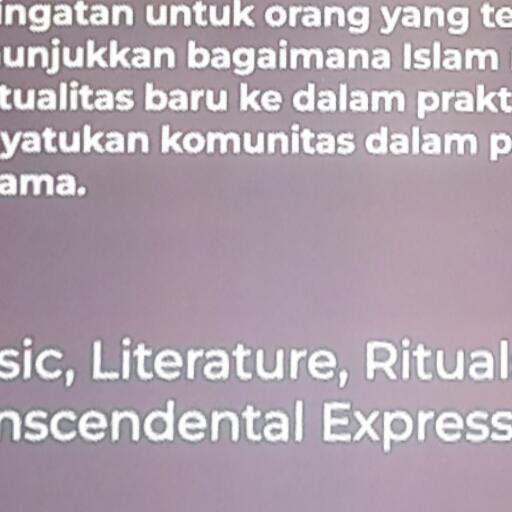 ingatan untuk orang yang te
unjukkan bagaimana Islam
tualitas baru ke dalam prakt
yatukan komunitas dalam p
ama.
sic, Literature, Ritual
nscendental Express